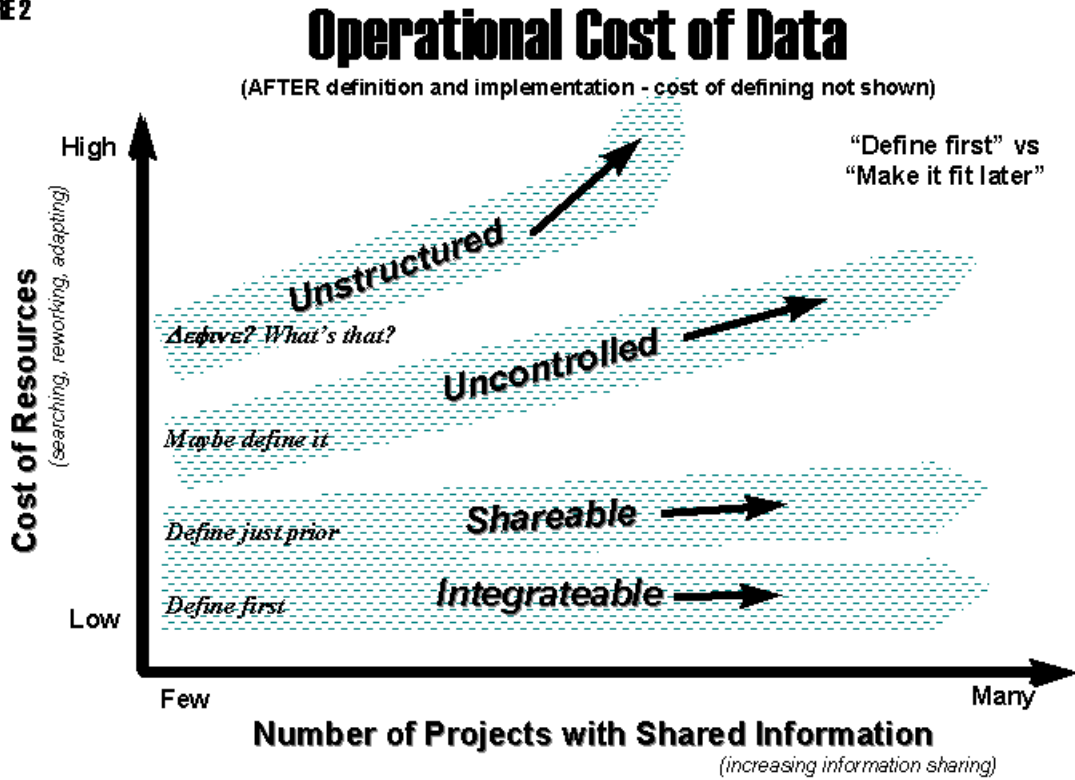 E 2
Operational Cost of Data
(AFTER definition and implementation - cost of defining not shown)
High
“Define first” vs
“Make it fit later”
Unstructured
Δεφινε? What’s that?
Uncontrolled
Maybe define it
Shareable
Define just prior
Integrateable
Define first
Low
Cost of Resources
(searching, reworking, adapting)
Few
Many
Number of Projects with Shared Information
(increasing information sharing)